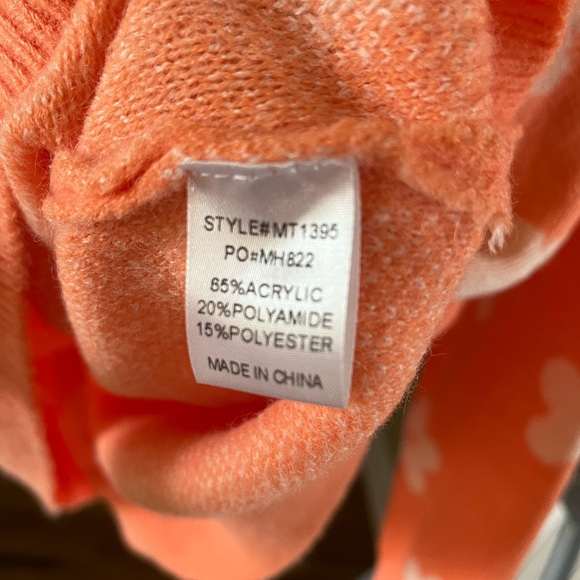 STYLE#MT1395
PO#MH822
65%ACRYLIC
20%POLYAMIDE
15%POLYESTER
MADE IN CHINA